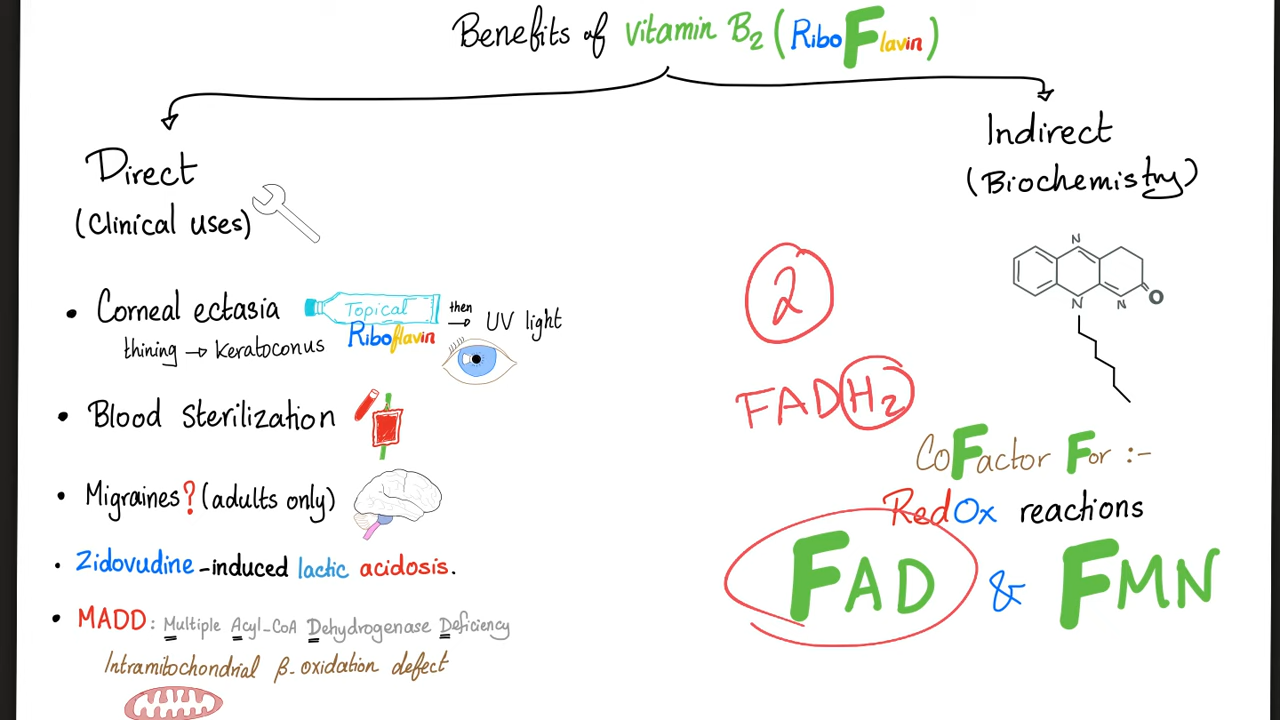 Benefits of Vitamin B2 (RiboFlavin)
Direct
(Clinical uses)
• Corneal ectasia
thining → Keratoconus
Topical
Riboflavin
then
→ UV light
• Blood sterilization
• Migraines? (adults only)
• Zidovudine-induced lactic acidosis.
• MADD: Multiple Acyl-CoA Dehydrogenase Deficiency
Intramitochondrial β-oxidation defect
Indirect
(Biochemistry)
N
N
N
O
2
FADH2
CoFactor For :-
RedOx reactions
FAD & FMN